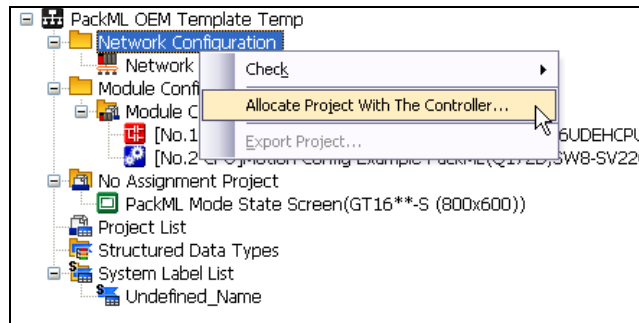 PackML OEM Template Temp
Network Configuration
Network
Check
Module Conf
Allocate Project With The Controller...
Module C
[No.1
6UDEHCPU
Export Project...
[No.2 CPU]Motion Config Example PackML(Q172D),SW8-SV22
No Assignment Project
PackML Mode State Screen(GT16**-S (800x600))
Project List
Structured Data Types
System Label List
Undefined_Name